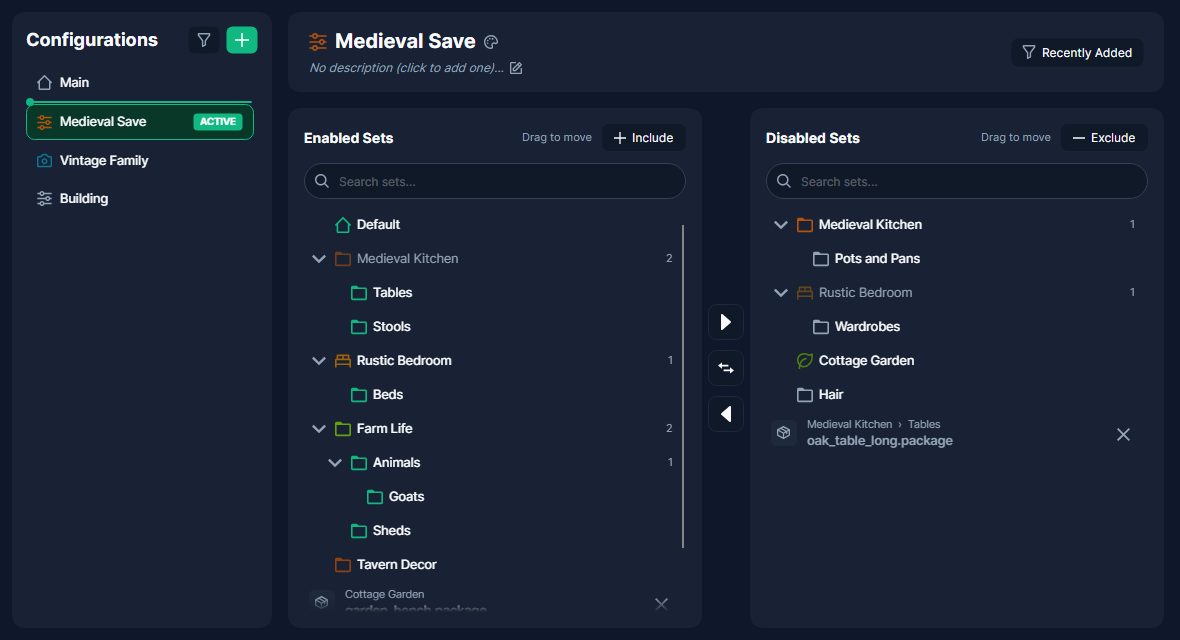 Configurations
Main
Medieval Save
ACTIVE
Vintage Family
Building
Medieval Save
No description (click to add one)...
Recently Added
Enabled Sets
Drag to move
Include
Search sets...
Default
Medieval Kitchen
2
Tables
Stools
Rustic Bedroom
1
Beds
Farm Life
2
Animals
1
Goats
Sheds
Tavern Decor
Cottage Garden
garden_bench.package
Disabled Sets
Drag to move
Exclude
Search sets...
Medieval Kitchen
1
Pots and Pans
Rustic Bedroom
1
Wardrobes
Cottage Garden
Hair
Medieval Kitchen › Tables
oak_table_long.package